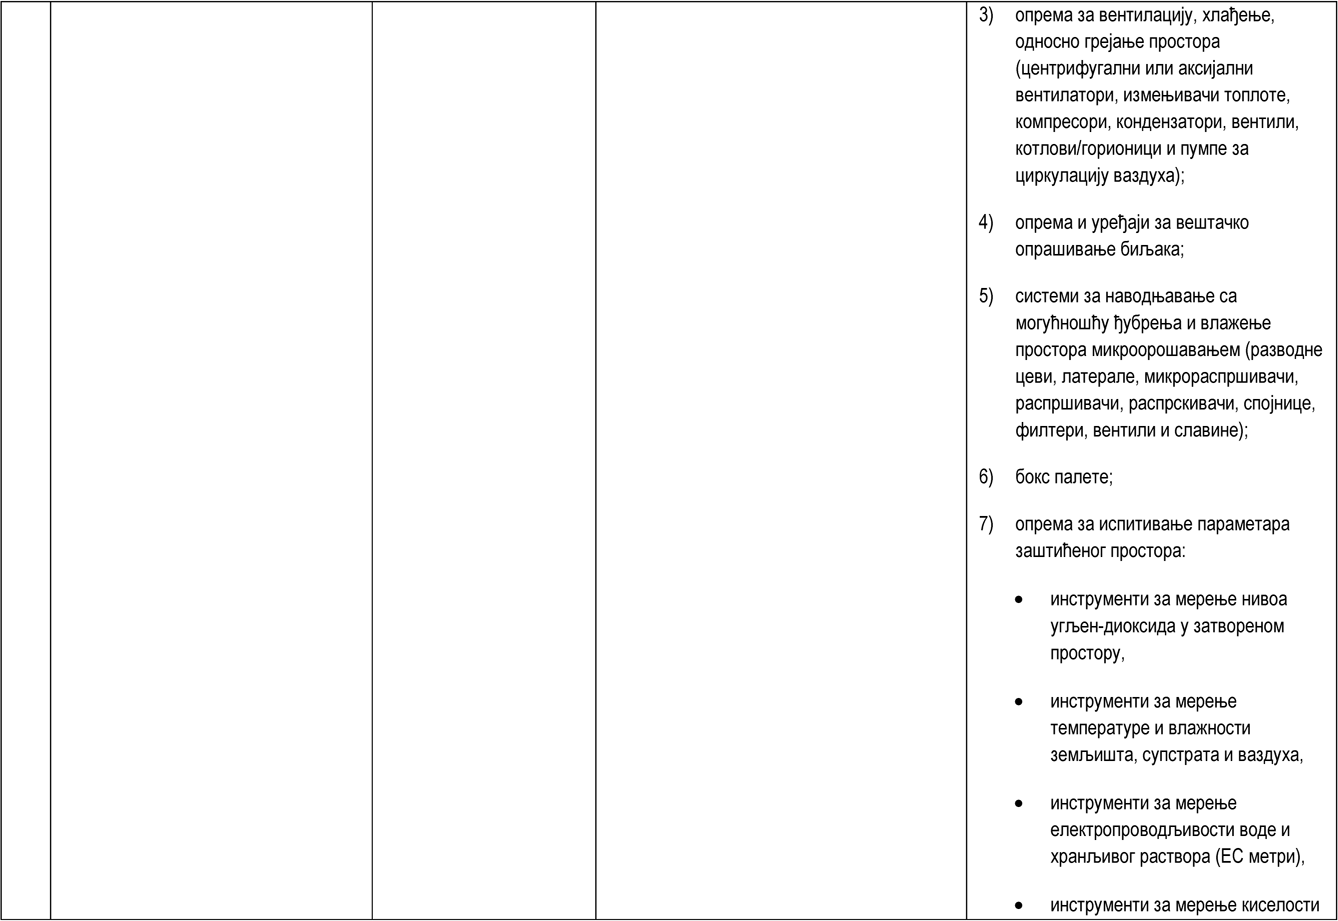 3) опрема за вентилацију, хлађење,
односно грејање простора
(центрифугални или аксијални
вентилатори, измењивачи топлоте,
компресори, кондензатори, вентили,
котлови/горионици и пумпе за
циркулацију ваздуха);
4) опрема и уређаји за вештачко
опрашивање биљака;
5) системи за наводњавање са
могућношћу ђубрења и влажење
простора микроорошавањем (разводне
цеви, латерале, микрораспршивачи,
распршивачи, распрскивачи, спојнице,
филтери, вентили и славине);
6) бокс палете;
7) опрема за испитивање параметара
заштићеног простора:
• инструменти за мерење нивоа
угљен-диоксида у затвореном
простору,
• инструменти за мерење
температуре и влажности
земљишта, супстрата и ваздуха,
• инструменти за мерење
електропроводљивости воде и
хранљивог раствора (ЕС метри),
• инструменти за мерење киселости